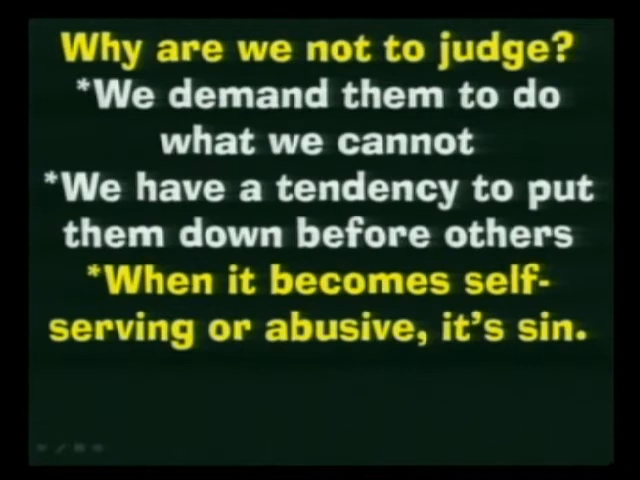 Why are we not to judge?
*We demand them to do
what we cannot
*We have a tendency to put
them down before others
*When it becomes self-
serving or abusive, it's sin.